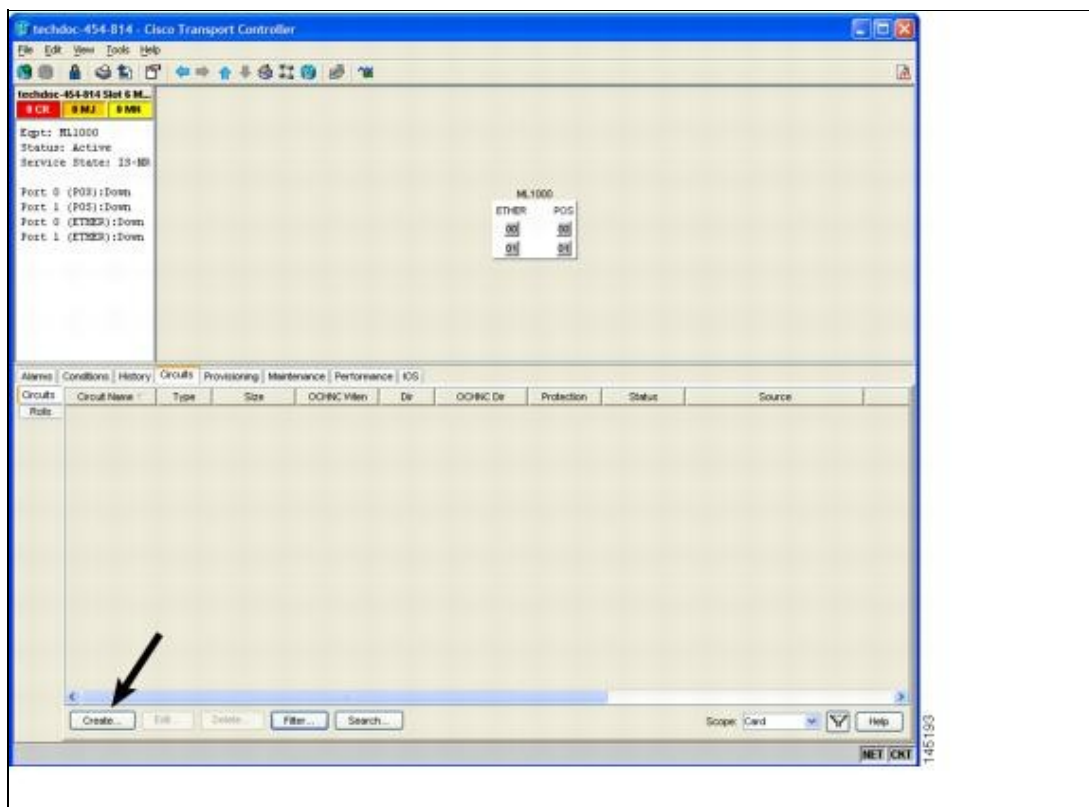 techdoc-454-814 - Cisco Transport Controller
File Edit View Tools Help
techdoc-454-814 Slot 6 M...
0 CR 0 MJ 0 MN
Eqpt: ML1000
Status: Active
Service State: IS-NR
Port 0 (POS):Down
Port 1 (POS):Down
Port 0 (ETHER):Down
Port 1 (ETHER):Down
ML1000
ETHER POS
00 00
01 01
Alarms Conditions History Circuits Provisioning Maintenance Performance IOS
Circuits Circuit Name Type Size OCHNC Wlen Dir OCHNC Dir Protection Status Source
Rolls
Create... Edit... Delete... Filter... Search... Scope: Card Help
NET CKT
145193